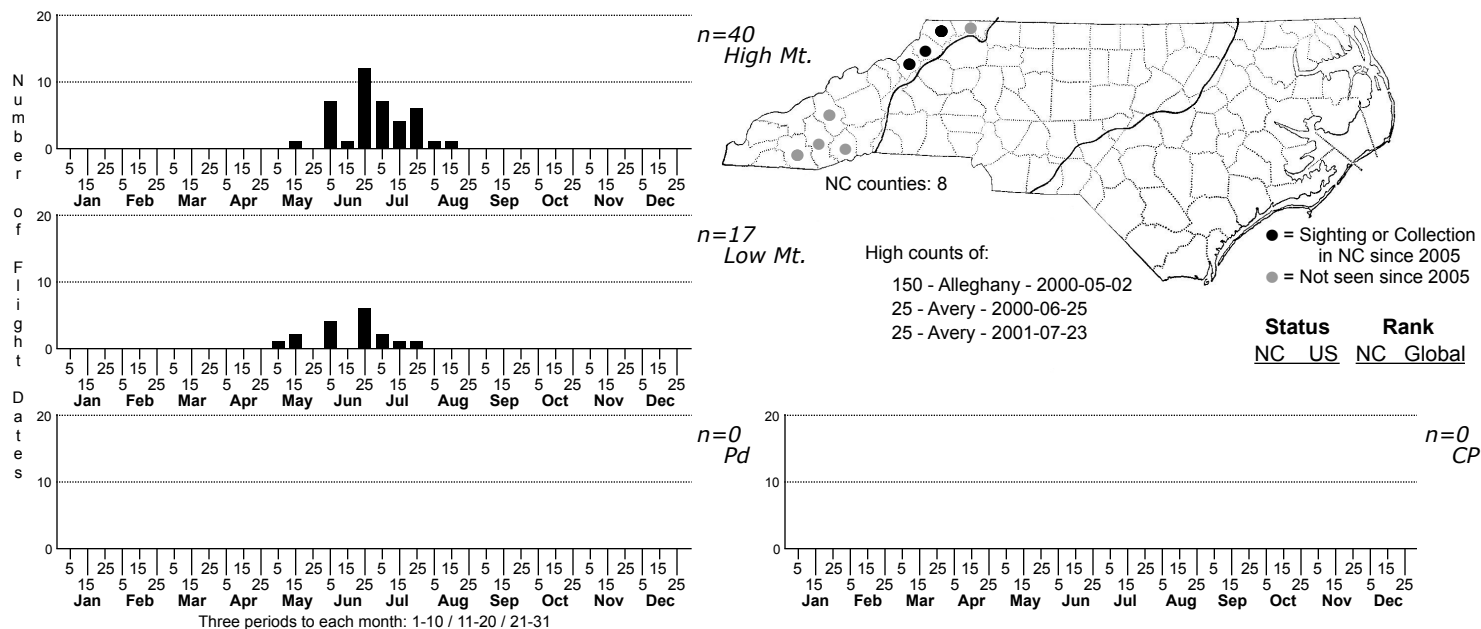 Number of Flight Dates
20
10
0
5 25 15 5 25 15 5 25 15 5 25 15 5 25 15 5 25 15
15 5 25 15 5 25 15 5 25 15 5 25 15 5 25 15 5 25
Jan Feb Mar Apr May Jun Jul Aug Sep Oct Nov Dec
n=40
High Mt.
20
10
0
5 25 15 5 25 15 5 25 15 5 25 15 5 25 15 5 25 15
15 5 25 15 5 25 15 5 25 15 5 25 15 5 25 15 5 25
Jan Feb Mar Apr May Jun Jul Aug Sep Oct Nov Dec
n=17
Low Mt.
20
10
0
5 25 15 5 25 15 5 25 15 5 25 15 5 25 15 5 25 15
15 5 25 15 5 25 15 5 25 15 5 25 15 5 25 15 5 25
Jan Feb Mar Apr May Jun Jul Aug Sep Oct Nov Dec
n=0
Pd
Three periods to each month: 1-10 / 11-20 / 21-31
NC counties: 8
High counts of:
150 - Alleghany - 2000-05-02
25 - Avery - 2000-06-25
25 - Avery - 2001-07-23
= Sighting or Collection
in NC since 2005
= Not seen since 2005
Status Rank
NC US NC Global
20
10
0
5 25 15 5 25 15 5 25 15 5 25 15 5 25 15 5 25 15
15 5 25 15 5 25 15 5 25 15 5 25 15 5 25 15 5 25
Jan Feb Mar Apr May Jun Jul Aug Sep Oct Nov Dec
n=0
CP